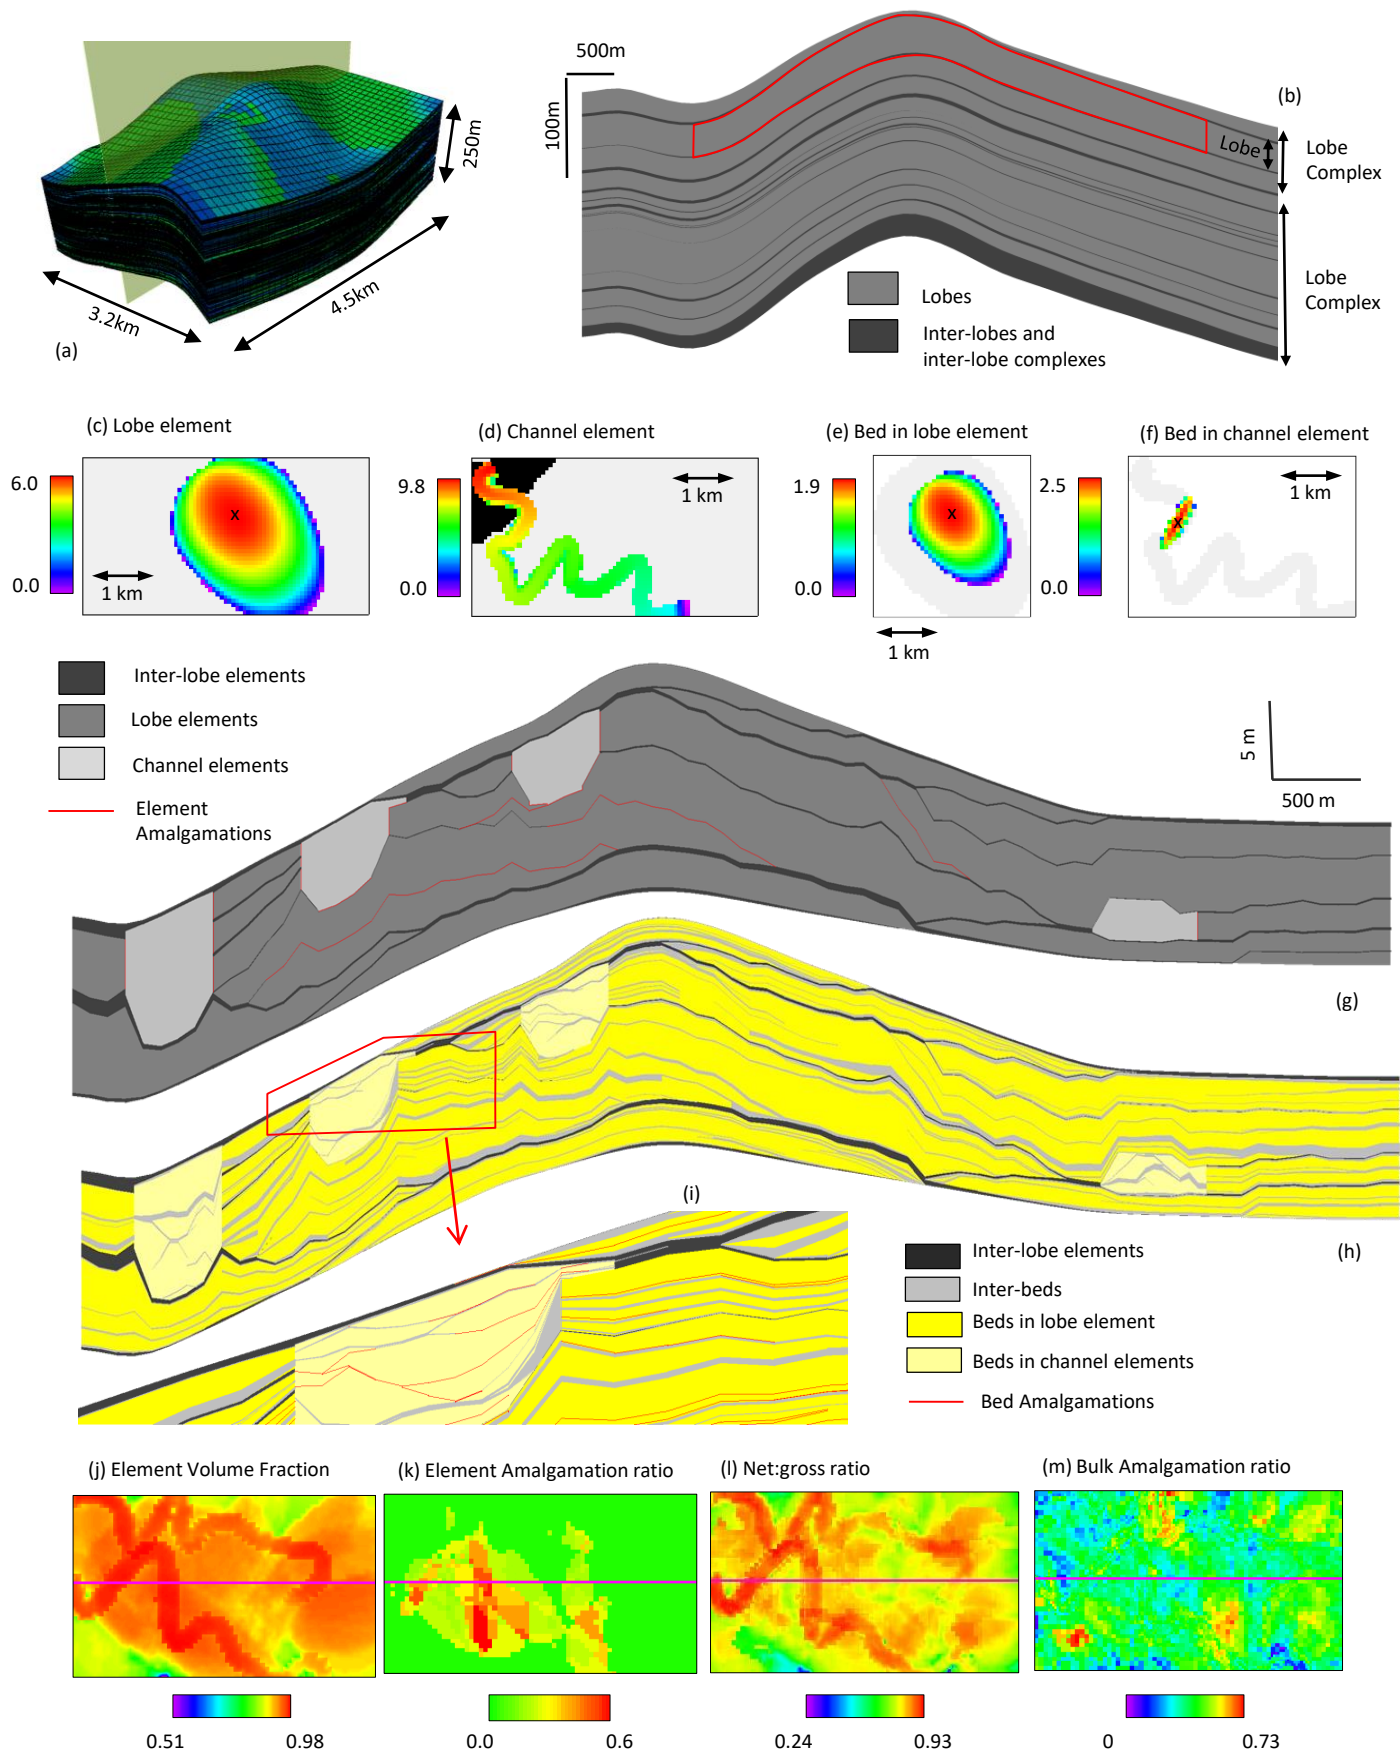 250m
4.5km
3.2km
(a)
500m
100m
(b)
Lobe
Lobe
Complex
Lobe
Complex
Lobes
Inter-lobes and
inter-lobe complexes
(c) Lobe element
6.0
0.0
1 km
x
(d) Channel element
9.8
0.0
1 km
(e) Bed in lobe element
1.9
0.0
1 km
x
(f) Bed in channel element
2.5
0.0
1 km
x
Inter-lobe elements
Lobe elements
Channel elements
Element
Amalgamations
5 m
500 m
(g)
(i)
(h)
Inter-lobe elements
Inter-beds
Beds in lobe element
Beds in channel elements
Bed Amalgamations
(j) Element Volume Fraction
(k) Element Amalgamation ratio
(l) Net:gross ratio
(m) Bulk Amalgamation ratio
0.51 0.98
0.0 0.6
0.24 0.93
0 0.73